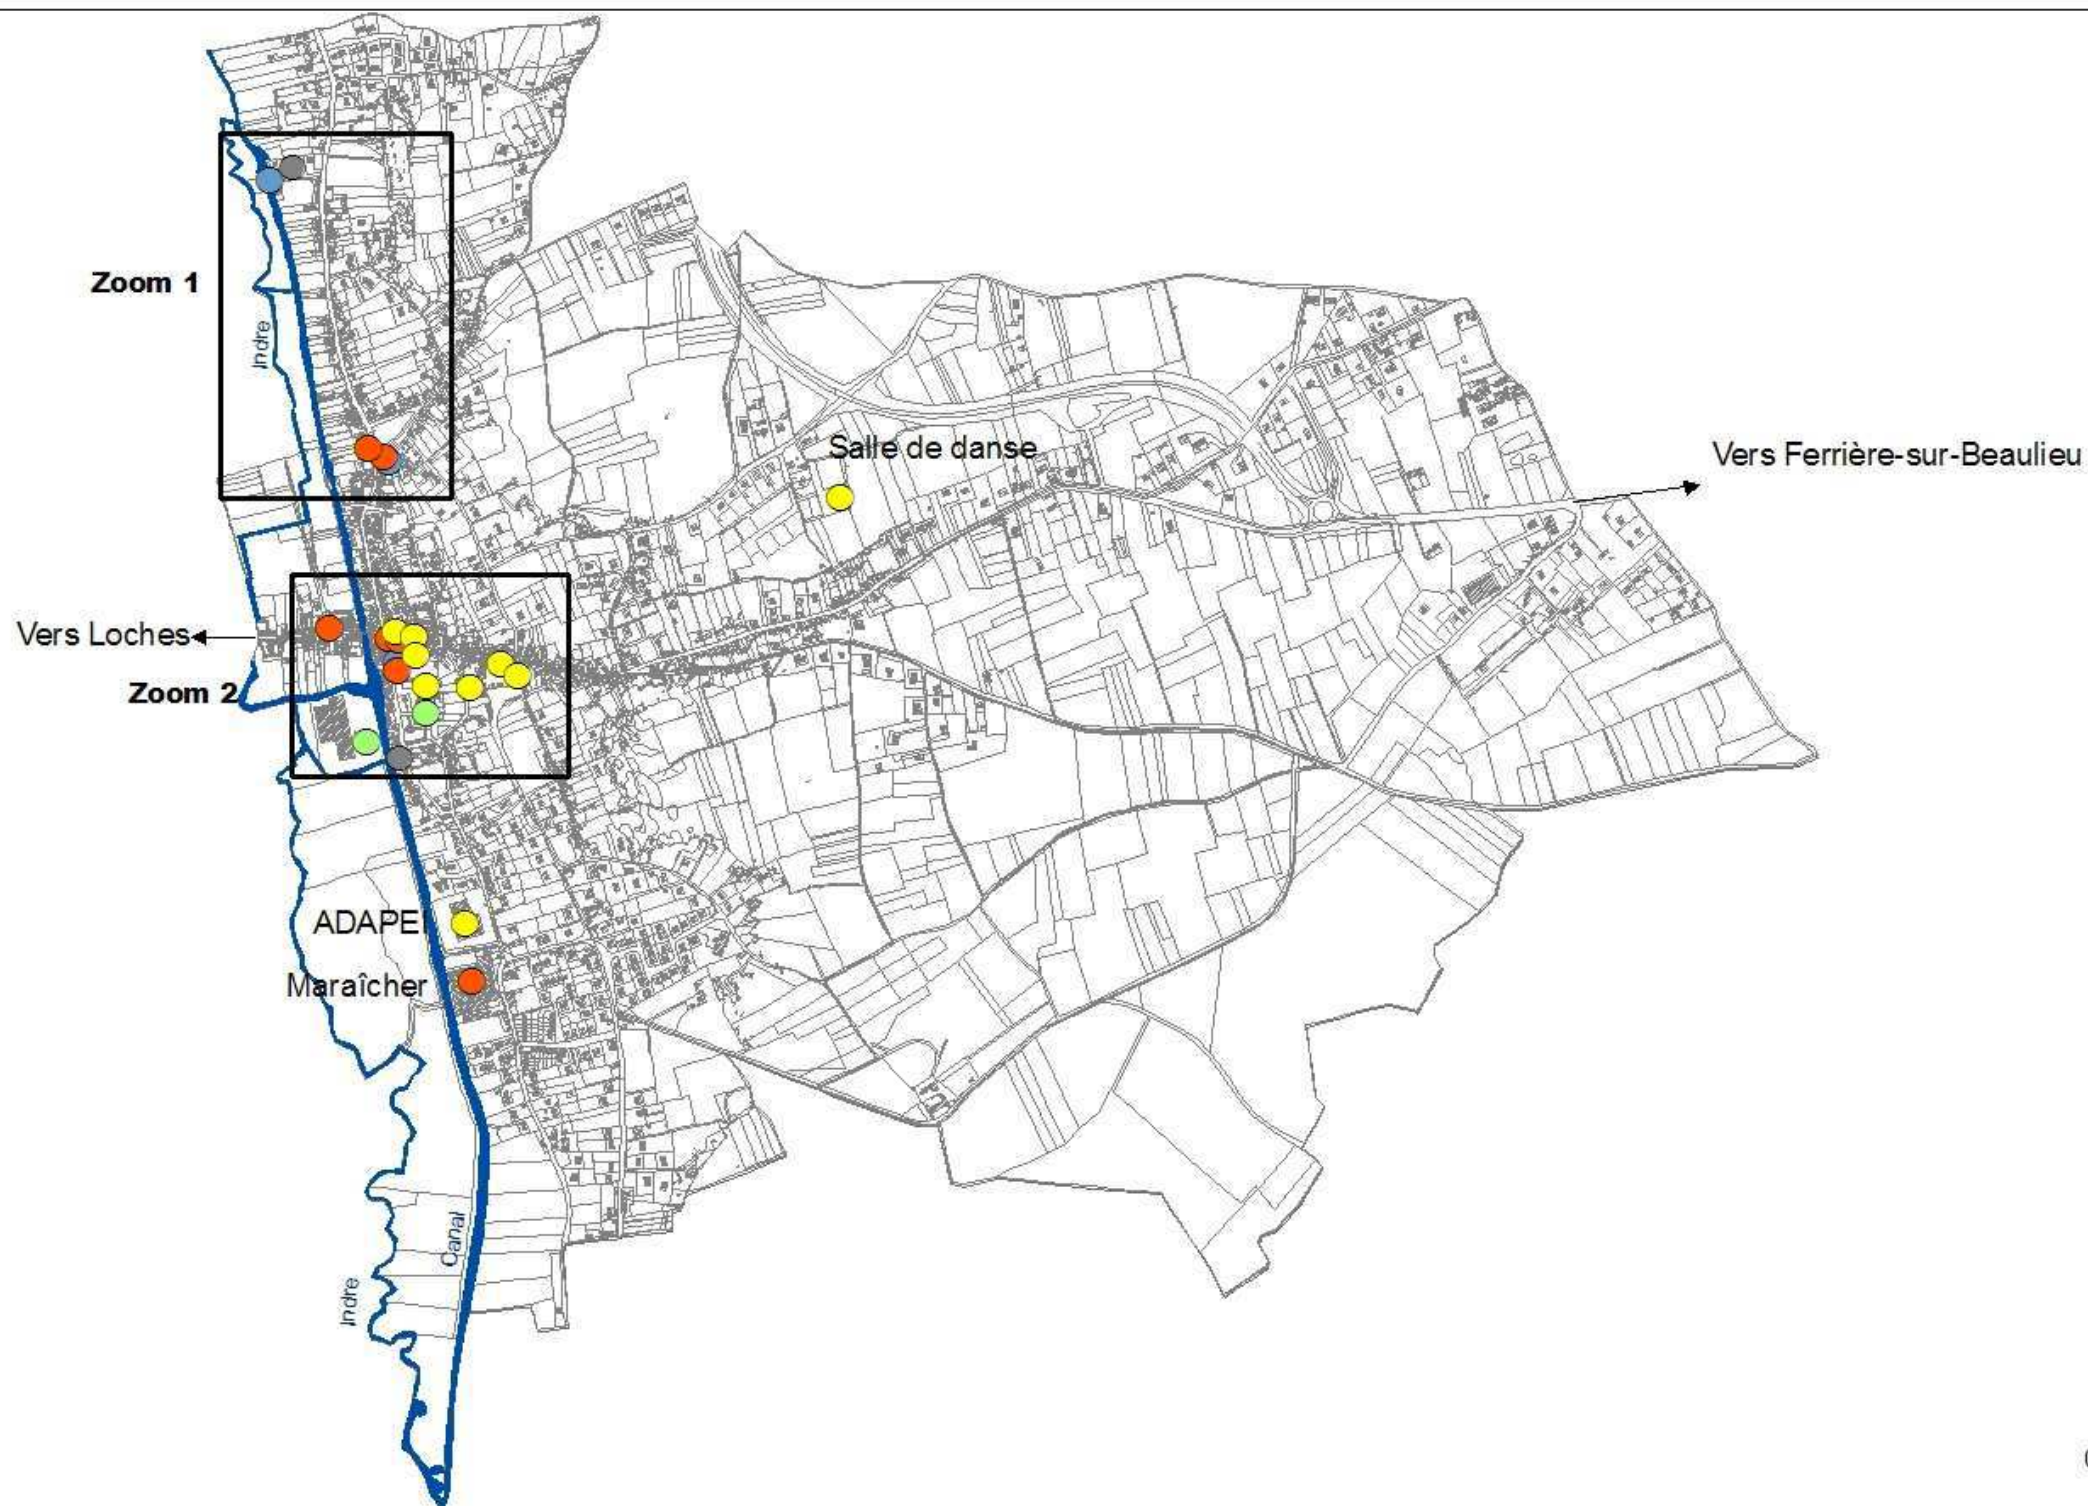 Zoom 1
Indre
Salle de danse
Vers Ferrière-sur-Beaulieu
Vers Loches
Zoom 2
ADAPEI
Maraîcher
Canal
Indre